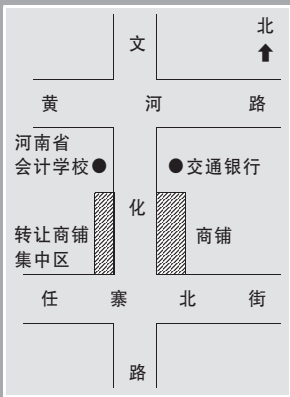 北
文
黄河路
河南省
会计学校
交通银行
化
转让商铺
集中区
商铺
任寨北街
路